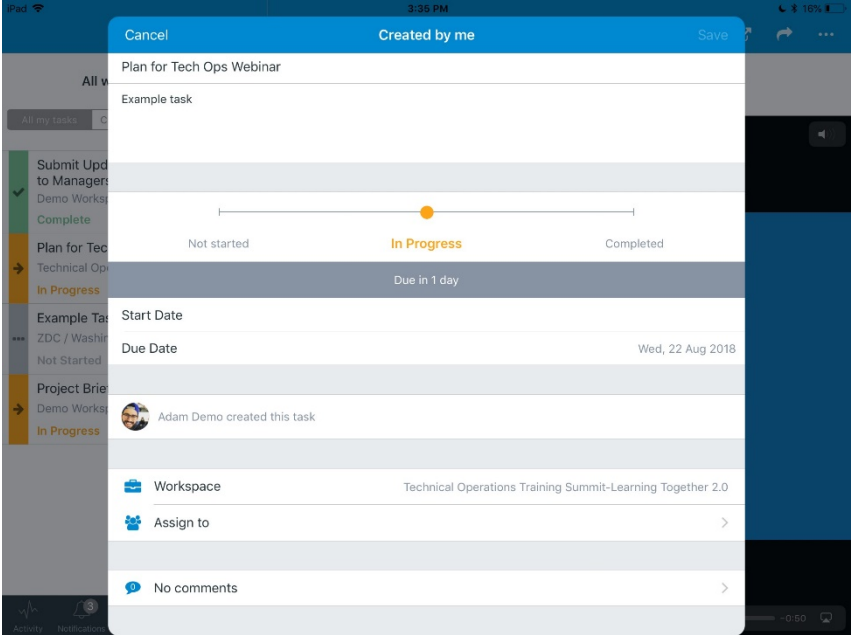 iPad 3:35 PM 16%
Cancel Created by me Save
Plan for Tech Ops Webinar
Example task
All w
All my tasks C
Submit Upd
to Managers
Demo Worksp
Complete
Plan for Tec
Technical Ope
In Progress
Example Tas
ZDC / Washin
Not Started
Project Brie
Demo Worksp
In Progress
Not started In Progress Completed
Due in 1 day
Start Date
Due Date Wed, 22 Aug 2018
Adam Demo created this task
Workspace Technical Operations Training Summit-Learning Together 2.0
Assign to
0 No comments
3
Activity Notifications
-0:50